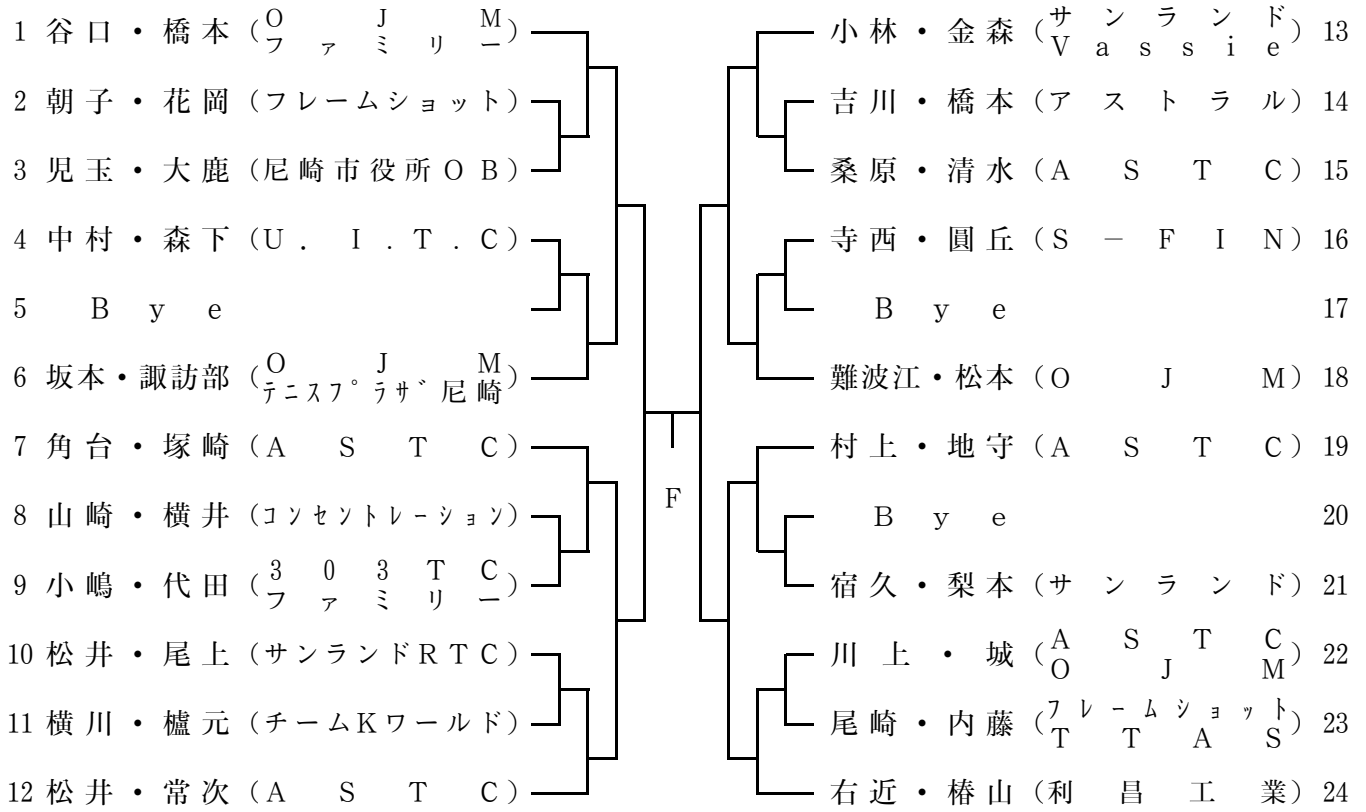 1 谷口・橋本 (OJM ファミリー)
2 朝子・花岡 (フレームショット)
3 児玉・大鹿 (尼崎市役所OB)
4 中村・森下 (U.I.T.C)
5 Bye
6 坂本・諏訪部 (OJM テニスプラザ尼崎)
7 角台・塚崎 (ASTC)
8 山崎・横井 (コンセントレーション)
9 小嶋・代田 (303TC ファミリー)
10 松井・尾上 (サンランドRTC)
11 横川・櫨元 (チームKワールド)
12 松井・常次 (ASTC)
F
小林・金森 (サンランド Vassie) 13
吉川・橋本 (アストラル) 14
桑原・清水 (ASTC) 15
寺西・圓丘 (S−FIN) 16
Bye 17
難波江・松本 (OJM) 18
村上・地守 (ASTC) 19
Bye 20
宿久・梨本 (サンランド) 21
川上・城 (ASTC OJM) 22
尾崎・内藤 (フレームショット TTAS) 23
右近・椿山 (利昌工業) 24